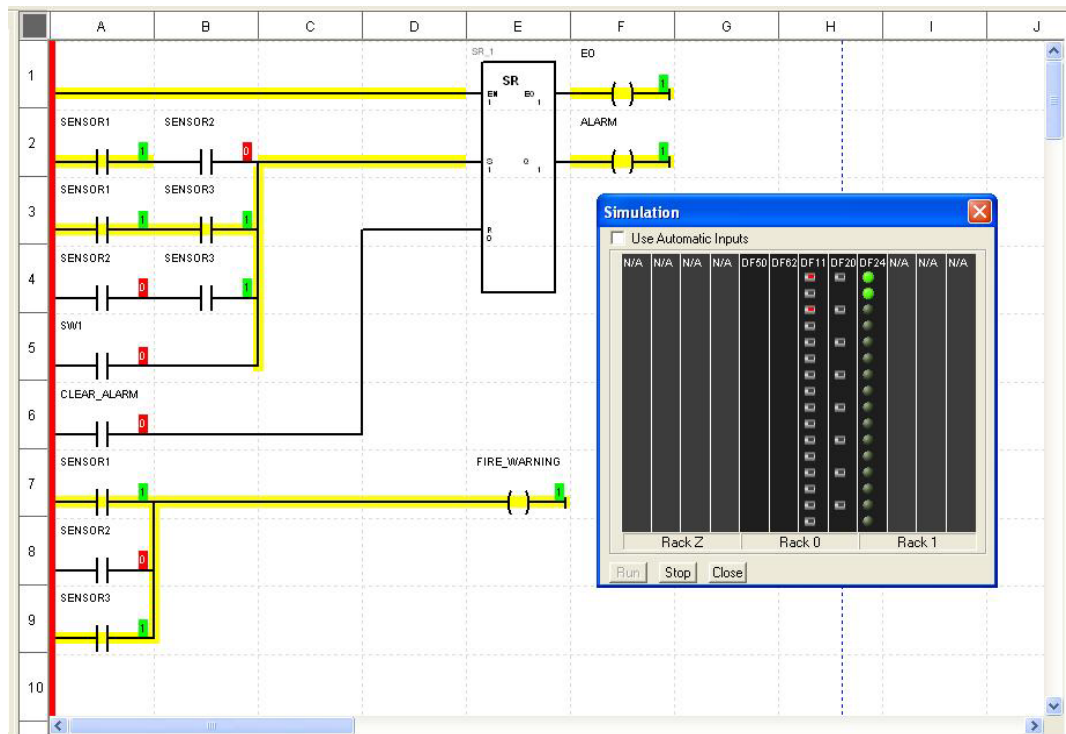 A B C D E F G H I J
SR_1 EO
1 SR 1
EN EO
1 1
SENSOR1 SENSOR2 ALARM
2 1 0 S Q 1
1 1
SENSOR1 SENSOR3
3 1 1 R
0
SENSOR2 SENSOR3
4 0 1
SW1
5 0
CLEAR_ALARM
6 0
SENSOR1 FIRE_WARNING
7 1 1
SENSOR2
8 0
SENSOR3
9 1
10
Simulation
Use Automatic Inputs
N/A N/A N/A N/A DF50 DF62 DF11 DF20 DF24 N/A N/A N/A
Rack Z Rack 0 Rack 1
Run Stop Close